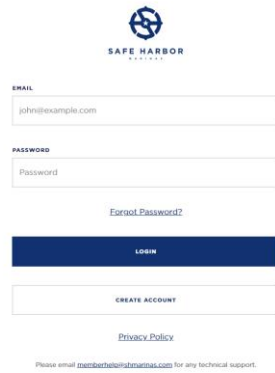 SAFE HARBOR
MARINAS
EMAIL
john@example.com
PASSWORD
Password
Forgot Password?
LOGIN
CREATE ACCOUNT
Privacy Policy
Please email memberhelp@shmarinas.com for any technical support.